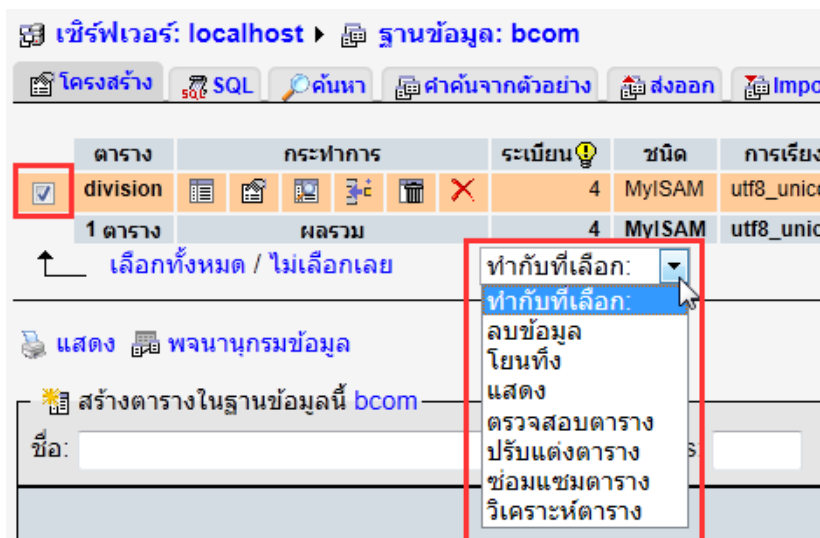 เซิร์ฟเวอร์: localhost ▸ ฐานข้อมูล: bcom
โครงสร้าง SQL ค้นหา คำค้นจากตัวอย่าง ส่งออก Impo
ตาราง กระทำการ ระเบียน ชนิด การเรียง
division 4 MyISAM utf8_unic
1 ตาราง ผลรวม 4 MyISAM utf8_unic
เลือกทั้งหมด / ไม่เลือกเลย ทำกับที่เลือก:
ทำกับที่เลือก:
ลบข้อมูล
โยนทิ้ง
แสดง
ตรวจสอบตาราง
ปรับแต่งตาราง
ซ่อมแซมตาราง
วิเคราะห์ตาราง
แสดง พจนานุกรมข้อมูล
สร้างตารางในฐานข้อมูลนี้ bcom
ชื่อ: s: